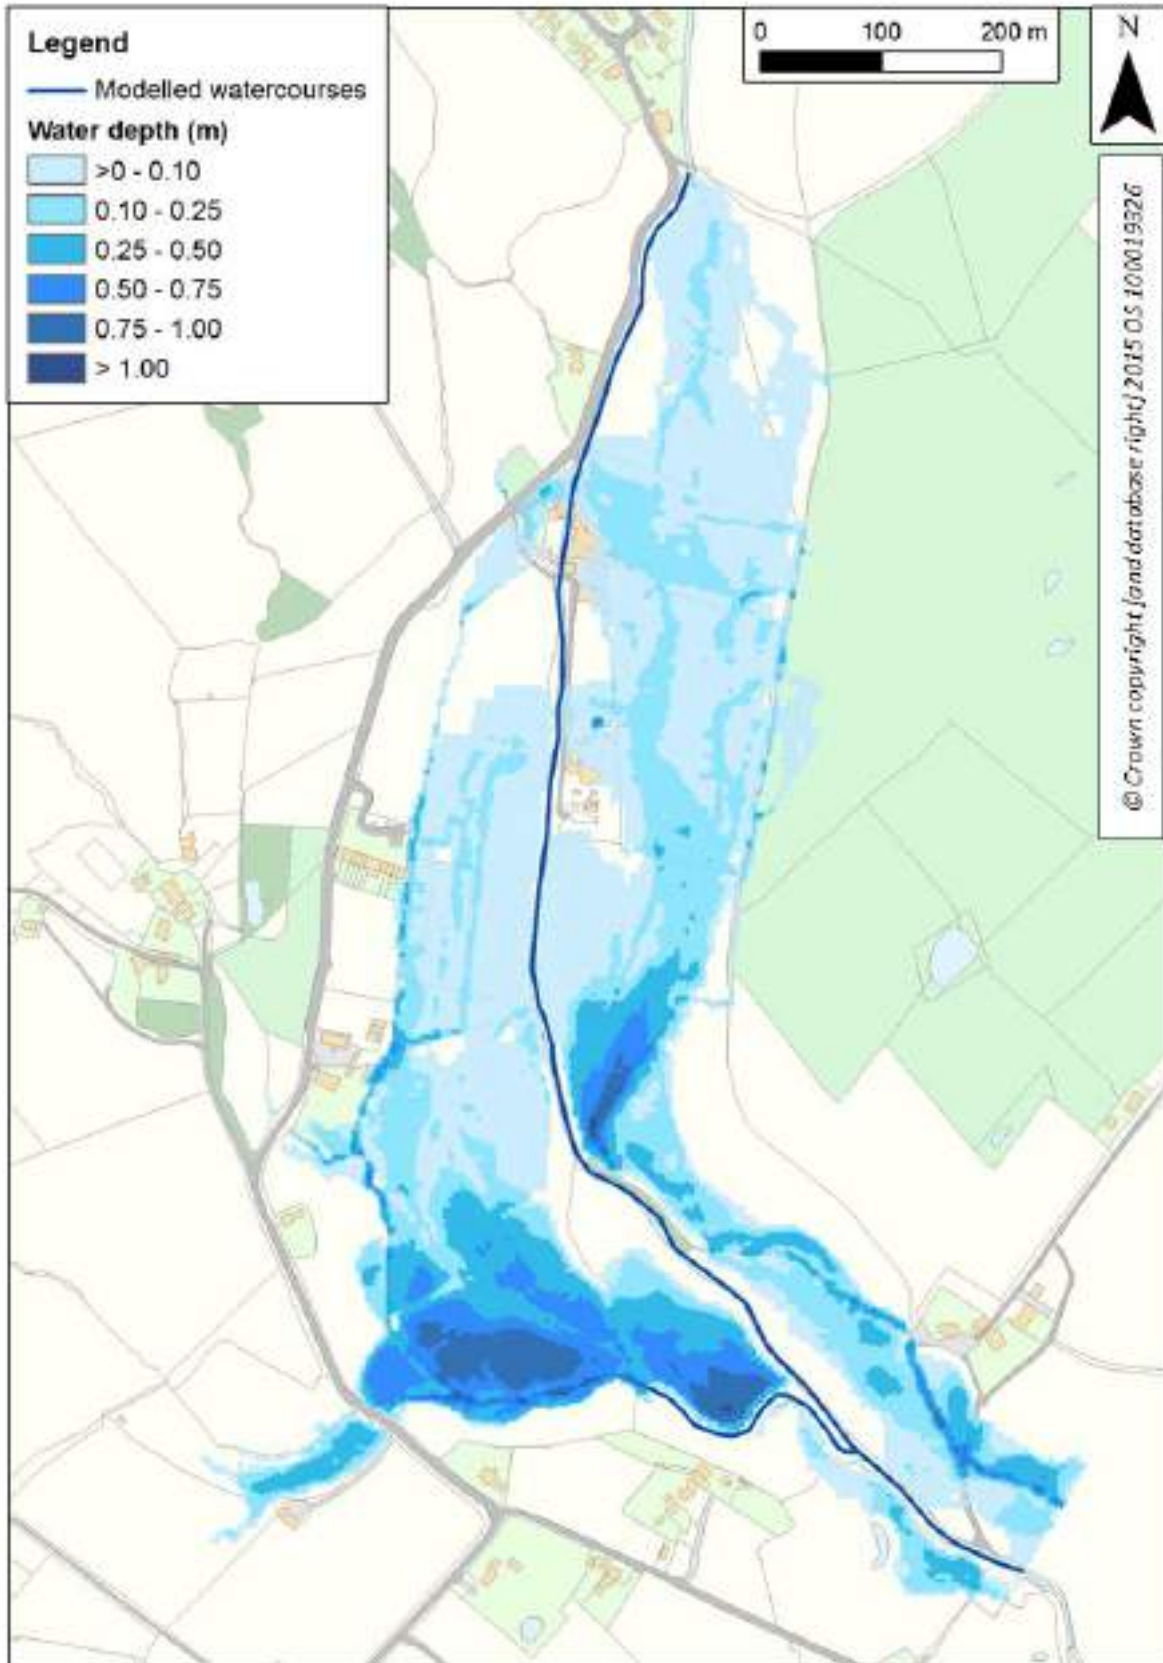 Legend
Modelled watercourses
Water depth (m)
>0 - 0.10
0.10 - 0.25
0.25 - 0.50
0.50 - 0.75
0.75 - 1.00
> 1.00
0 100 200 m
N
© Crown copyright [and database right] 2015 OS 100019326